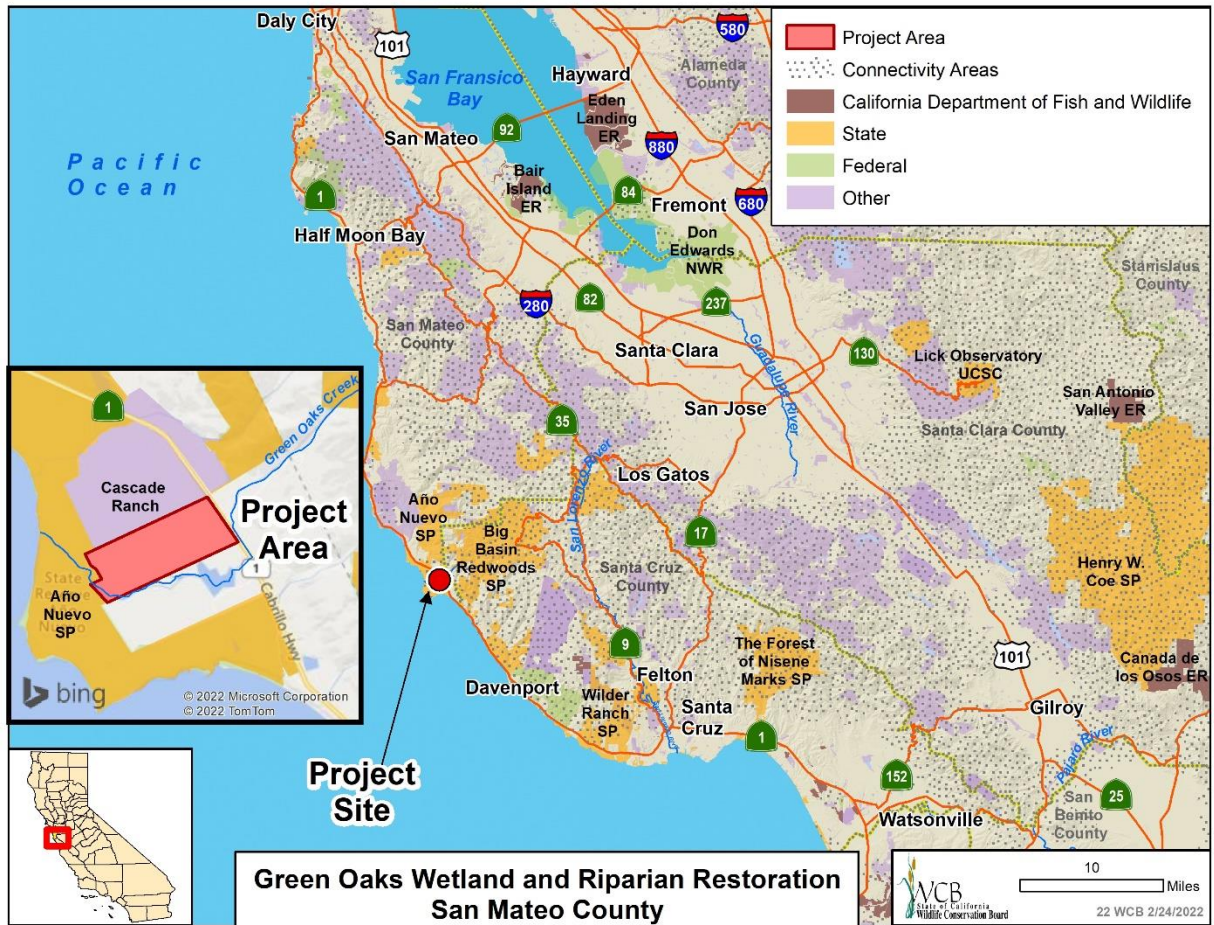 Daly City
101
580
San Fransico
Bay
Hayward
Alameda
County
Eden
Landing
ER
Pacific
Ocean
92
San Mateo
880
Bair
Island
ER
84
1
Fremont
680
Half Moon Bay
Don
Edwards
NWR
Stanislaus
County
280
82
237
San Mateo
County
130
Santa Clara
Guadalupe River
Lick Observatory
UCSC
San Antonio
Valley ER
San Jose
Santa Clara County
35
Los Gatos
San Lorenzo River
Año
Nuevo
SP
Big
Basin
Redwoods
SP
17
Santa Cruz
County
Henry W.
Coe SP
9
The Forest
of Nisene
Marks SP
101
Felton
Canada de
los Osos ER
Davenport
Wilder
Ranch
SP
Santa
Cruz
1
Gilroy
Pajaro River
152
25
San
Benito
County
Watsonville
Project
Site
Project Area
Connectivity Areas
California Department of Fish and Wildlife
State
Federal
Other
1
Green Oaks Creek
Cascade
Ranch
Project
Area
1
Año
Nuevo
SP
Cabrillo Hwy
bing
© 2022 Microsoft Corporation
© 2022 TomTom
Green Oaks Wetland and Riparian Restoration
San Mateo County
WCB
State of California
Wildlife Conservation Board
10
Miles
22 WCB 2/24/2022